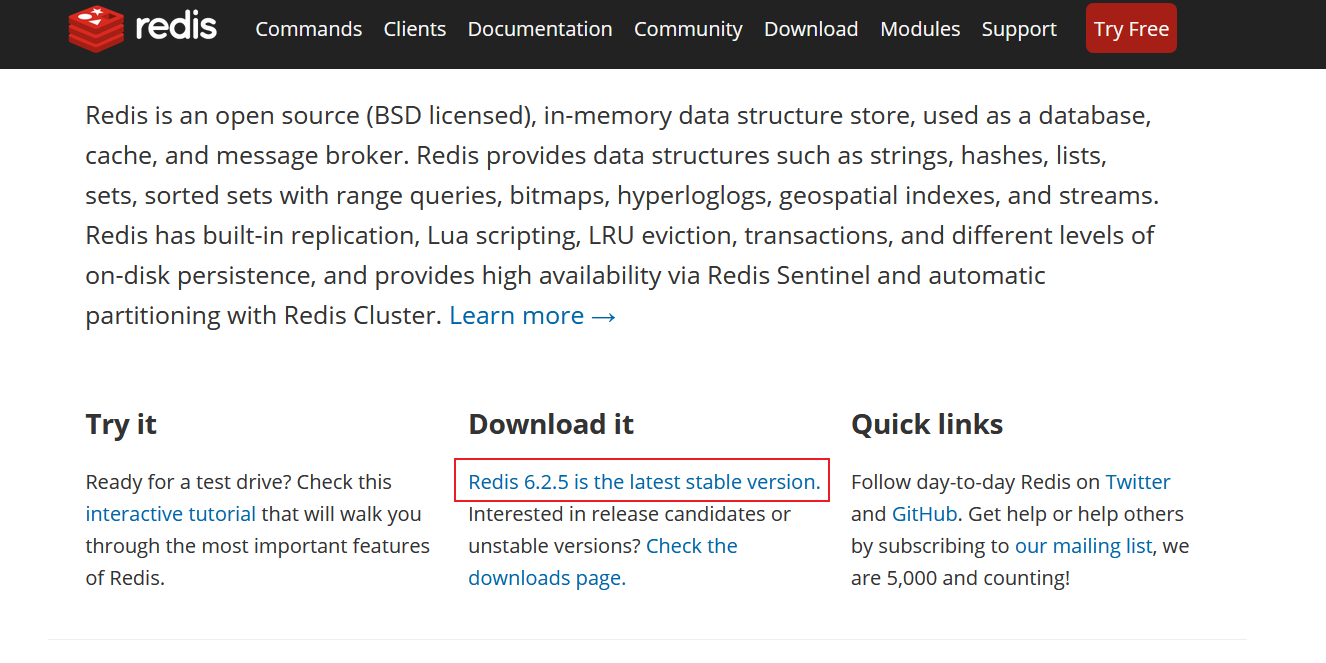 redis Commands Clients Documentation Community Download Modules Support Try Free
Redis is an open source (BSD licensed), in-memory data structure store, used as a database,
cache, and message broker. Redis provides data structures such as strings, hashes, lists,
sets, sorted sets with range queries, bitmaps, hyperloglogs, geospatial indexes, and streams.
Redis has built-in replication, Lua scripting, LRU eviction, transactions, and different levels of
on-disk persistence, and provides high availability via Redis Sentinel and automatic
partitioning with Redis Cluster. Learn more →
Try it
Ready for a test drive? Check this
interactive tutorial that will walk you
through the most important features
of Redis.
Download it
Redis 6.2.5 is the latest stable version.
Interested in release candidates or
unstable versions? Check the
downloads page.
Quick links
Follow day-to-day Redis on Twitter
and GitHub. Get help or help others
by subscribing to our mailing list, we
are 5,000 and counting!